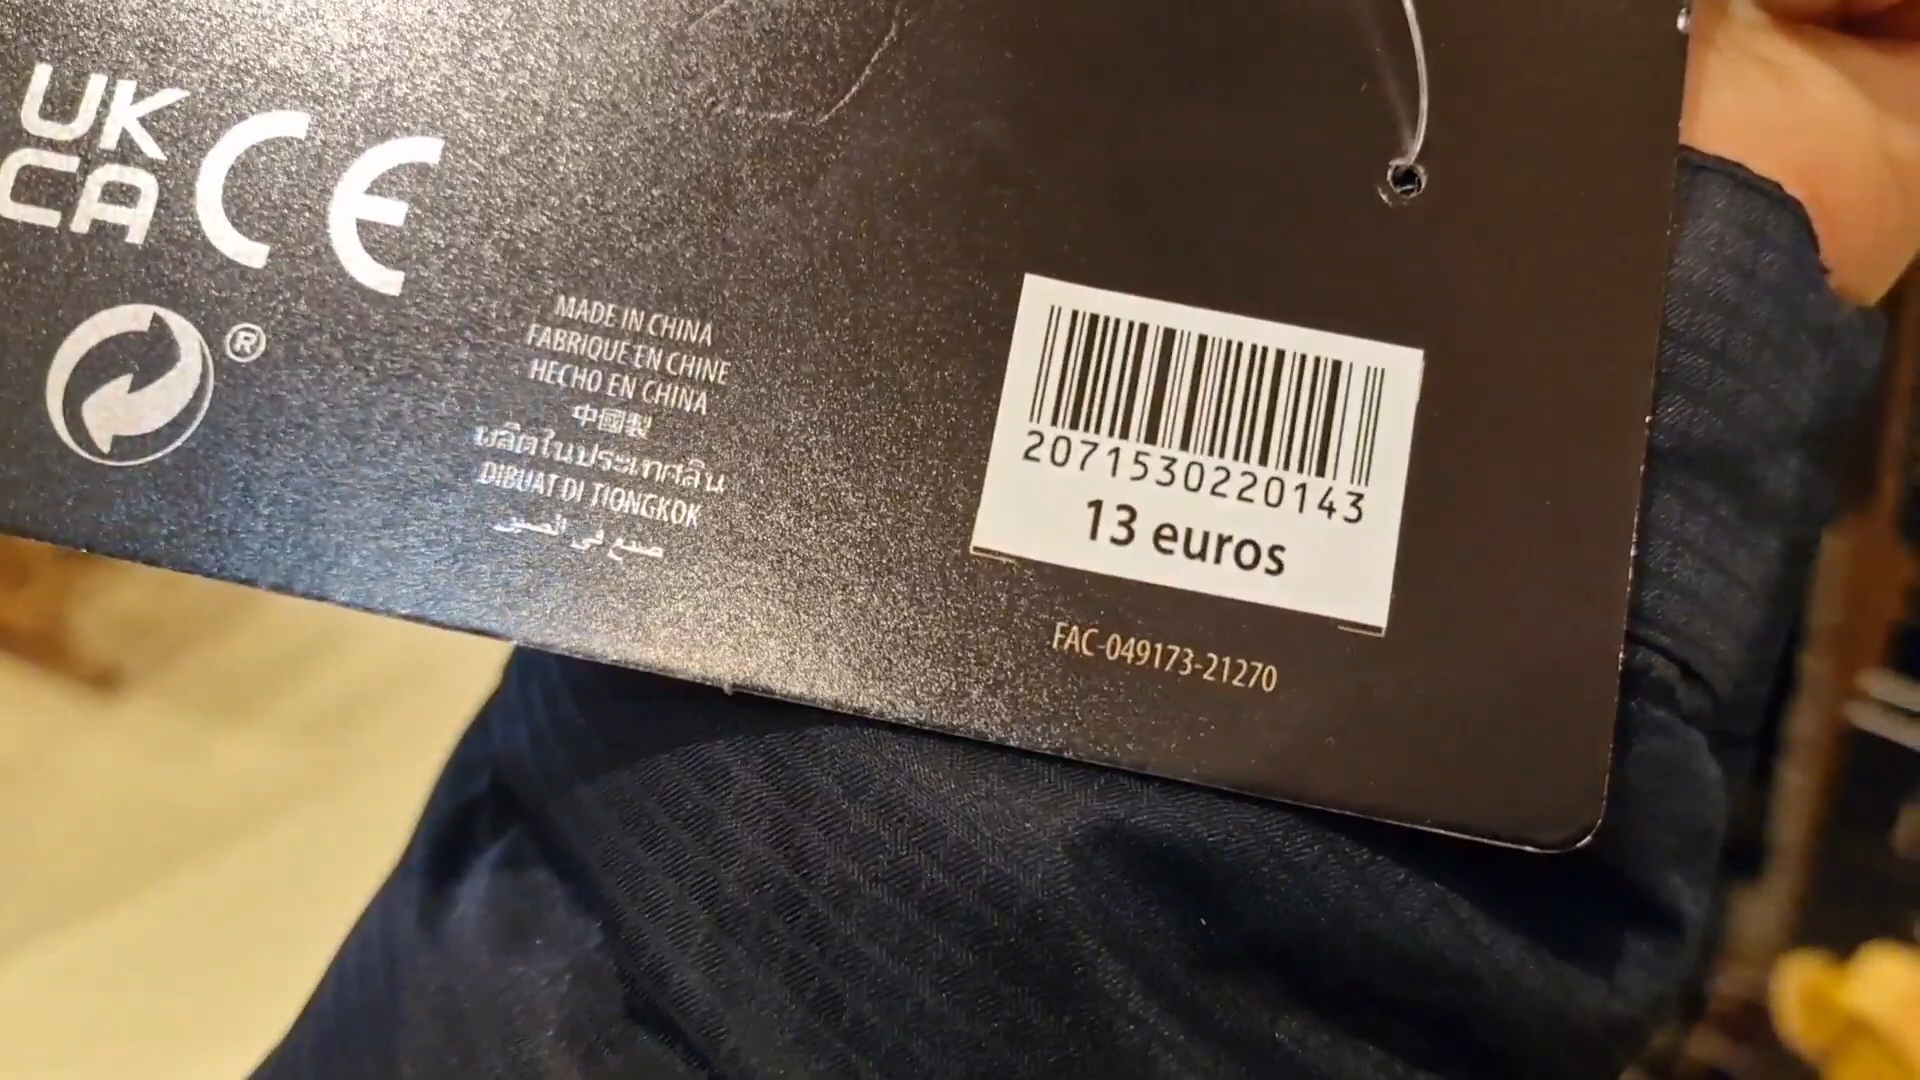 UK
CA
CE
®
MADE IN CHINA
FABRIQUÉ EN CHINE
HECHO EN CHINA
中國製
ผลิตในประเทศจีน
DIBUAT DI TIONGKOK
صنع في الصين
2071530220143
13 euros
FAC-049173-21270